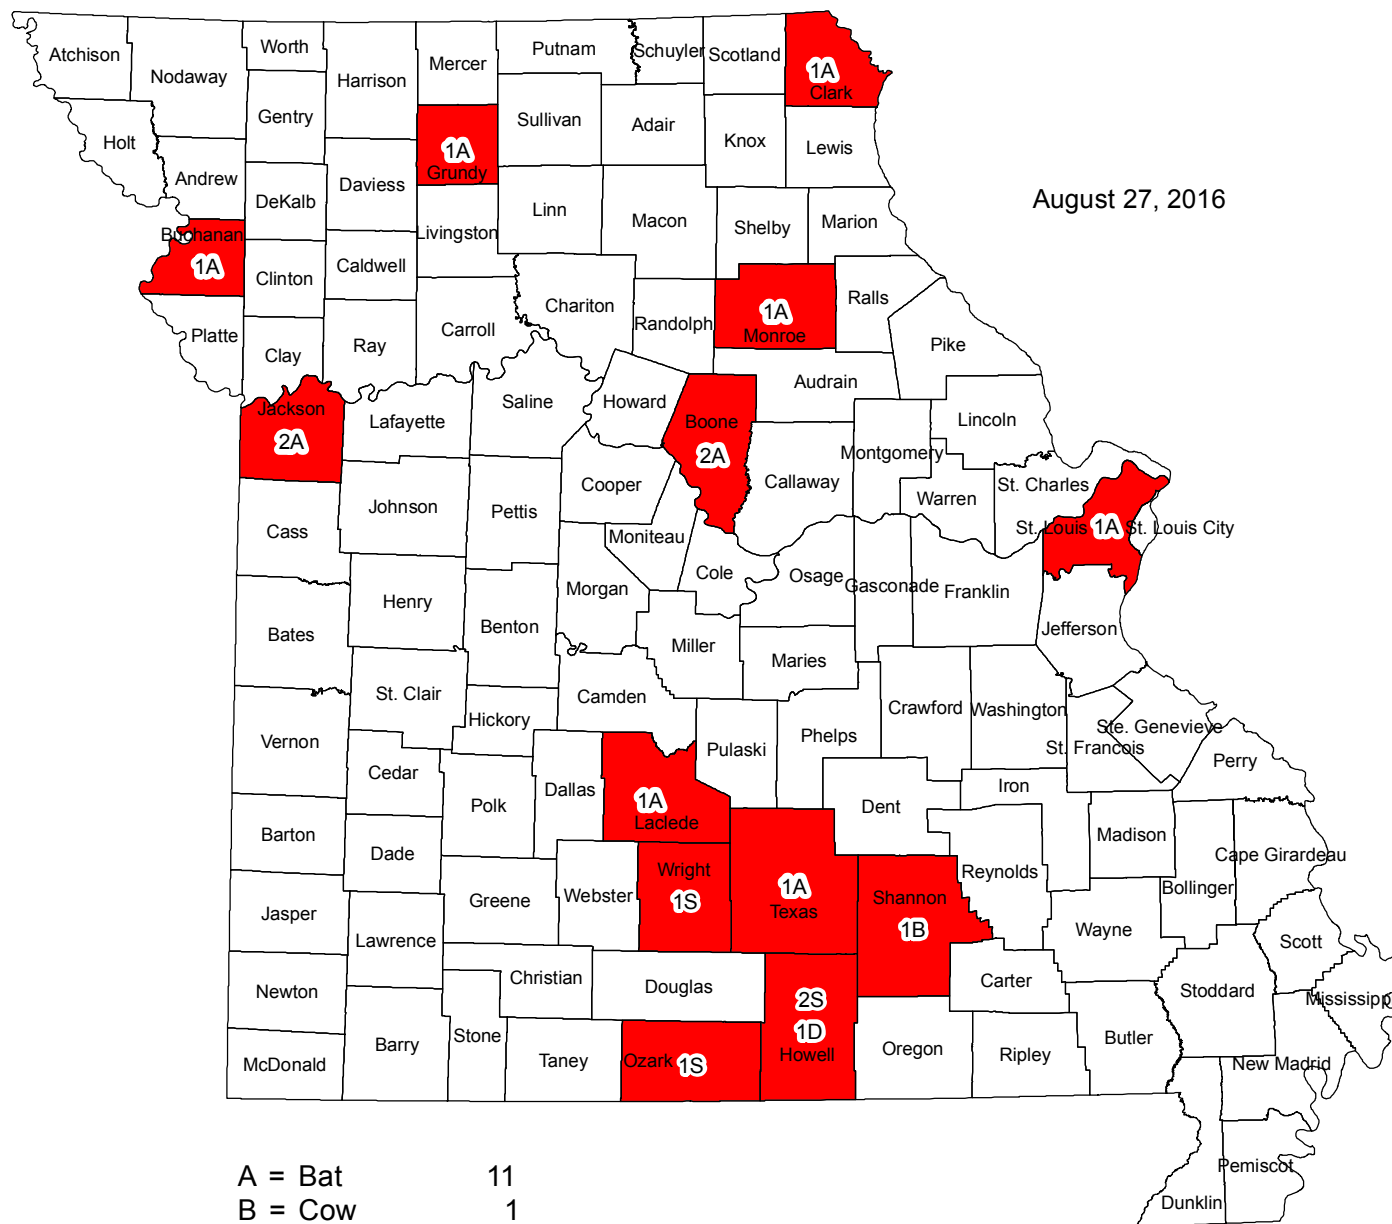 Atchison
Nodaway
Worth
Harrison
Mercer
Putnam
Schuyler
Scotland
1A
Clark
Holt
Gentry
1A
Grundy
Sullivan
Adair
Knox
Lewis
Andrew
DeKalb
Daviess
Livingston
Linn
Macon
Shelby
Marion
August 27, 2016
Buchanan
1A
Clinton
Caldwell
Chariton
Randolph
1A
Monroe
Ralls
Platte
Clay
Ray
Carroll
Pike
Audrain
Jackson
2A
Lafayette
Saline
Howard
Boone
2A
Lincoln
Montgomery
Callaway
Warren
St. Charles
Cooper
Johnson
Pettis
Cass
Moniteau
St. Louis
1A
St. Louis City
Cole
Osage
Gasconade
Franklin
Morgan
Henry
Bates
Benton
Miller
Maries
Jefferson
St. Clair
Camden
Hickory
Crawford
Washington
Ste. Genevieve
St. Francois
Vernon
Pulaski
Phelps
Perry
Cedar
Polk
Dallas
1A
Laclede
Dent
Iron
Barton
Dade
Madison
Cape Girardeau
Wright
1S
1A
Texas
Shannon
1B
Reynolds
Bollinger
Jasper
Greene
Webster
Lawrence
Wayne
Scott
Christian
Douglas
Carter
Newton
Stoddard
Mississippi
2S
1D
Howell
Barry
Stone
Taney
Ozark
1S
Oregon
Ripley
Butler
McDonald
New Madrid
Pemiscot
Dunklin
A = Bat 11
B = Cow 1